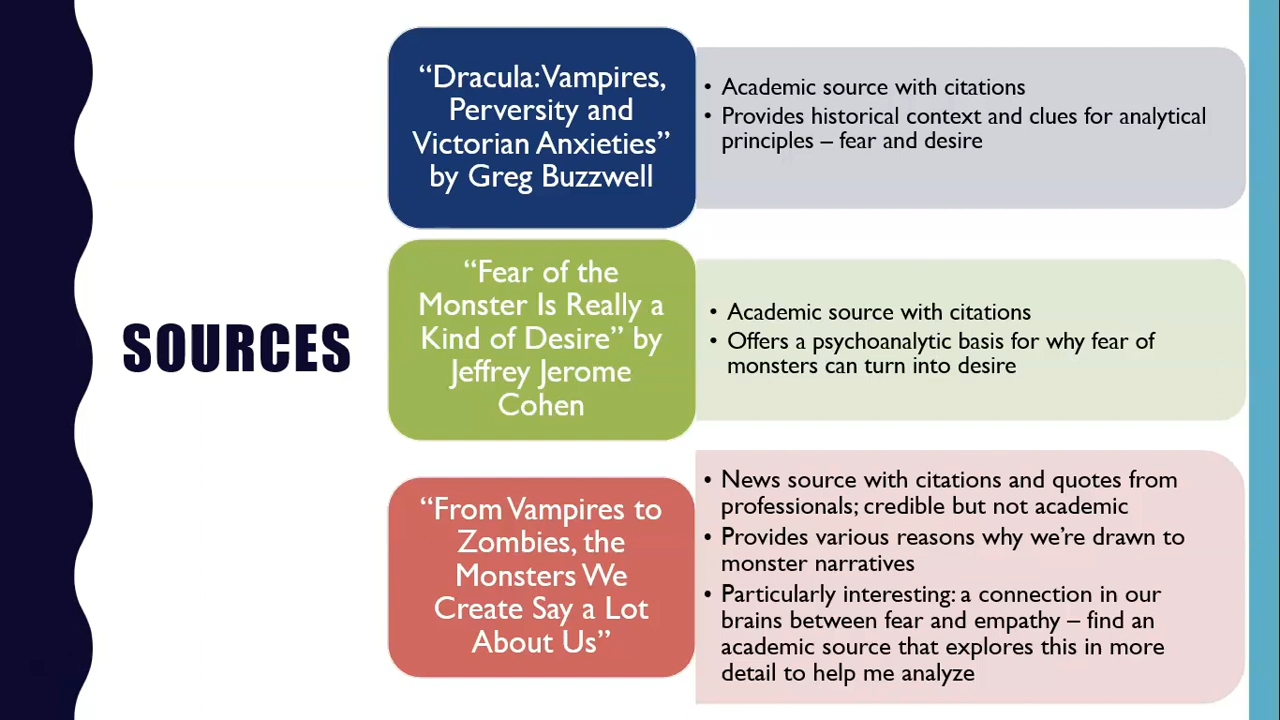 SOURCES
“Dracula: Vampires,
Perversity and
Victorian Anxieties”
by Greg Buzzwell
• Academic source with citations
• Provides historical context and clues for analytical
principles – fear and desire
“Fear of the
Monster Is Really a
Kind of Desire” by
Jeffrey Jerome
Cohen
• Academic source with citations
• Offers a psychoanalytic basis for why fear of
monsters can turn into desire
“From Vampires to
Zombies, the
Monsters We
Create Say a Lot
About Us”
• News source with citations and quotes from
professionals; credible but not academic
• Provides various reasons why we’re drawn to
monster narratives
• Particularly interesting: a connection in our
brains between fear and empathy – find an
academic source that explores this in more
detail to help me analyze